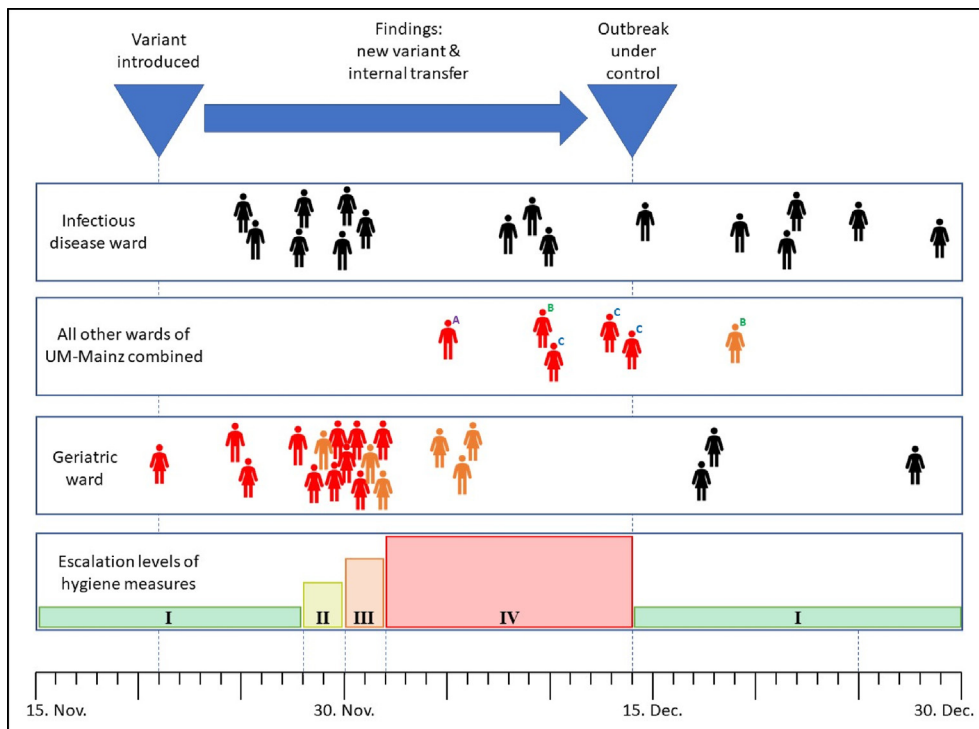 Variant
introduced
Findings:
new variant &
internal transfer
Outbreak
under
control
Infectious
disease ward
All other wards of
UM-Mainz combined
A
B
C
C
C
B
Geriatric
ward
Escalation levels of
hygiene measures
I
II
III
IV
I
15. Nov.
30. Nov.
15. Dec.
30. Dec.